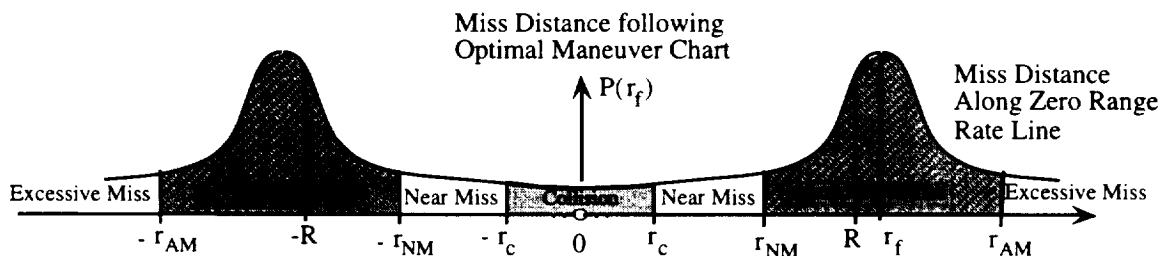 Miss Distance following
Optimal Maneuver Chart
P(r_f)
Miss Distance
Along Zero Range
Rate Line
Excessive Miss
Near Miss
Collision
Near Miss
Excessive Miss
- r_AM
-R
- r_NM
- r_c
0
r_c
r_NM
R
r_f
r_AM